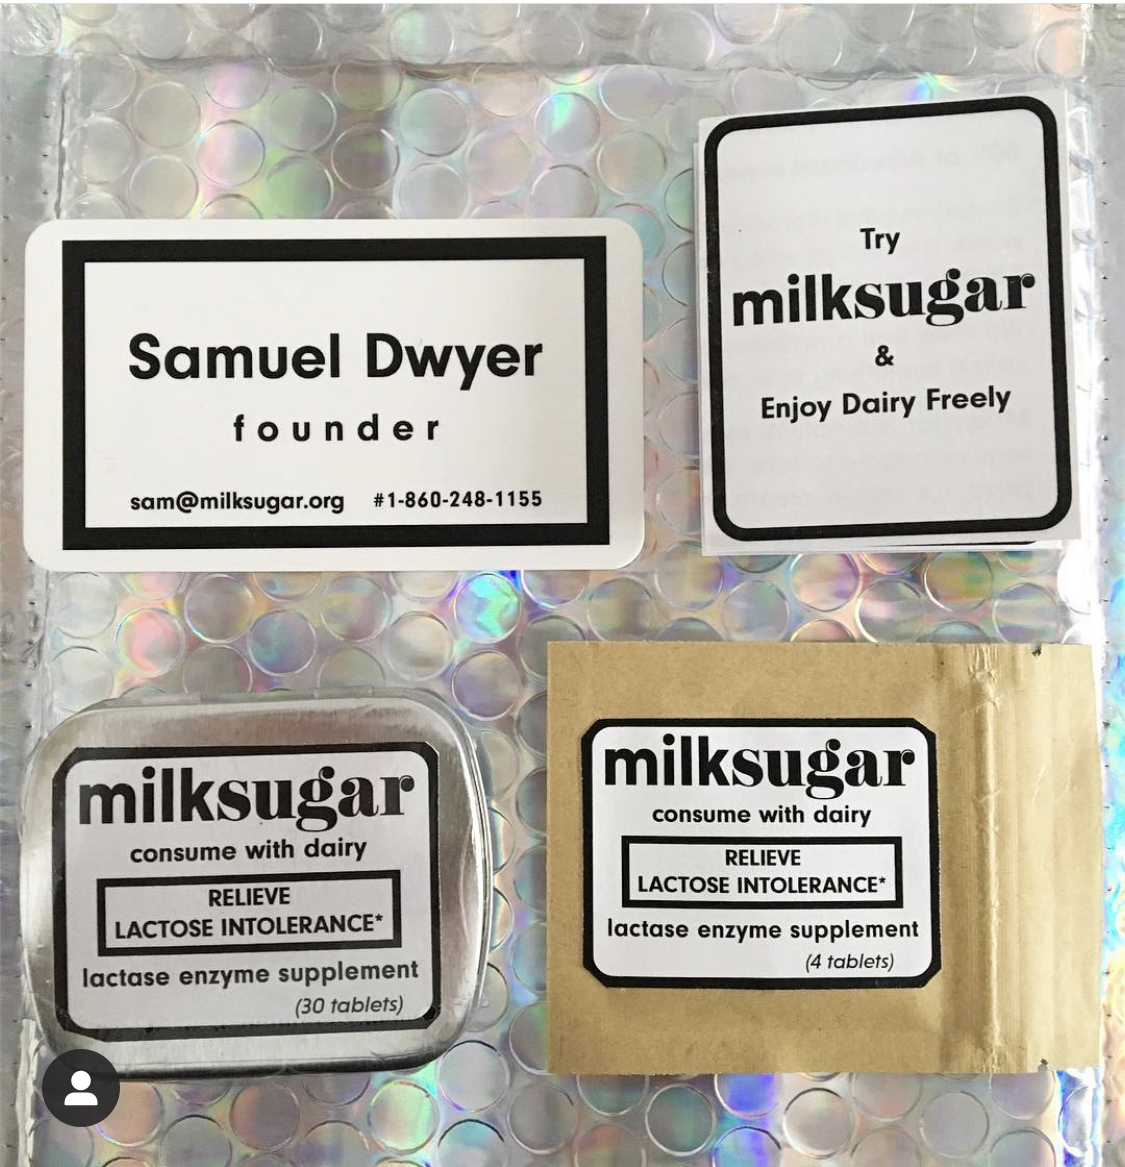 Samuel Dwyer
founder
sam@milksugar.org #1-860-248-1155
Try
milksugar
&
Enjoy Dairy Freely
milksugar
consume with dairy
RELIEVE
LACTOSE INTOLERANCE*
lactase enzyme supplement
(30 tablets)
milksugar
consume with dairy
RELIEVE
LACTOSE INTOLERANCE*
lactase enzyme supplement
(4 tablets)